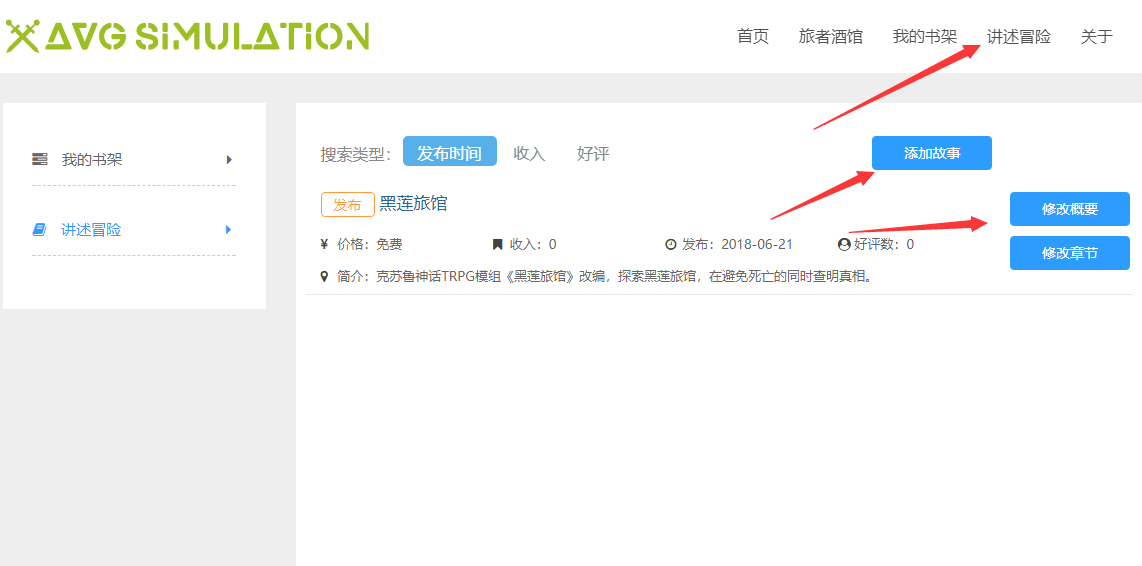 AVG SiMULATiON
首页 旅者酒馆 我的书架 讲述冒险 关于
我的书架
讲述冒险
搜索类型： 发布时间 收入 好评 添加故事
发布 黑莲旅馆 修改概要
¥ 价格：免费 收入：0 发布：2018-06-21 好评数：0 修改章节
简介：克苏鲁神话TRPG模组《黑莲旅馆》改编，探索黑莲旅馆，在避免死亡的同时查明真相。